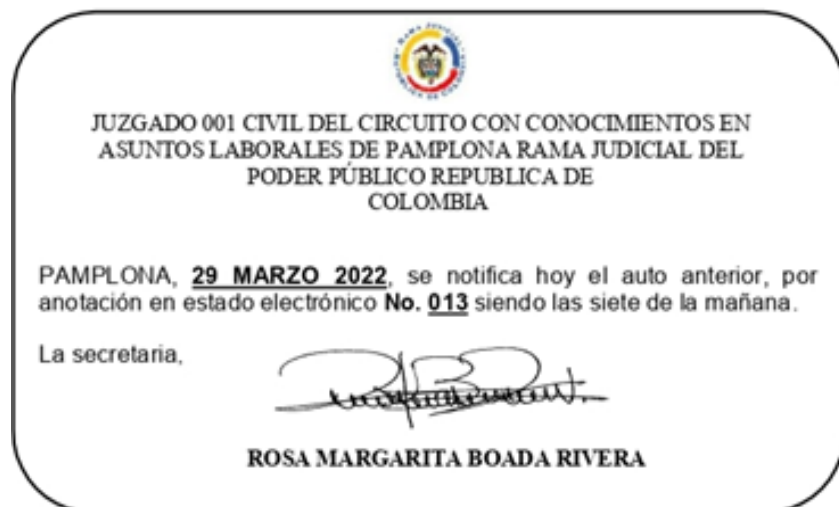 JUZGADO 001 CIVIL DEL CIRCUITO CON CONOCIMIENTOS EN
ASUNTOS LABORALES DE PAMPLONA RAMA JUDICIAL DEL
PODER PÚBLICO REPUBLICA DE
COLOMBIA
PAMPLONA, 29 MARZO 2022, se notifica hoy el auto anterior, por
anotación en estado electrónico No. 013 siendo las siete de la mañana.
La secretaria,
ROSA MARGARITA BOADA RIVERA